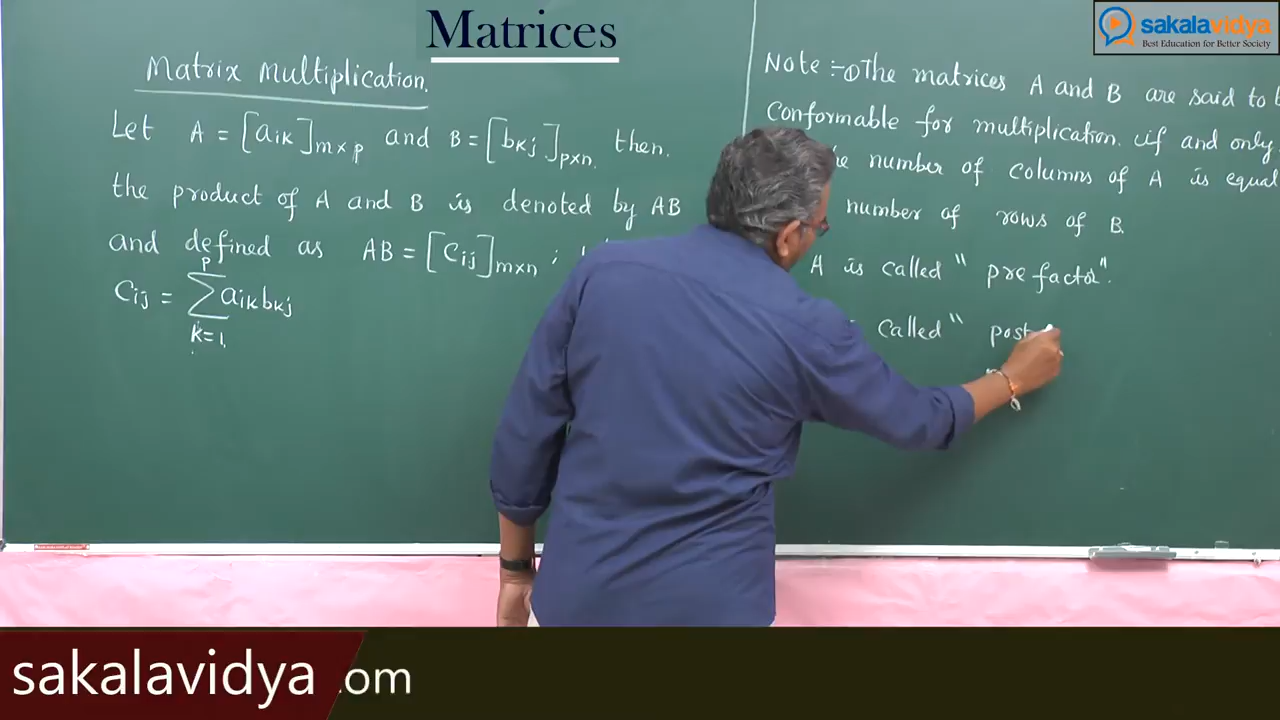 Matrices
sakalavidya
Best Education for Better Society
Matrix multiplication.
Let A = [aik]m×p and B = [bkj]p×n. then.
the product of A and B is denoted by AB
and defined as AB = [Cij]m×n ;
Cij = p∑k=1 aik bkj
Note :- ① The matrices A and B are said to
Conformable for multiplication. if and only
number of columns of A is equal
number of rows of B.
A is called “ pre factor”.
called “ post
sakalavidya.com